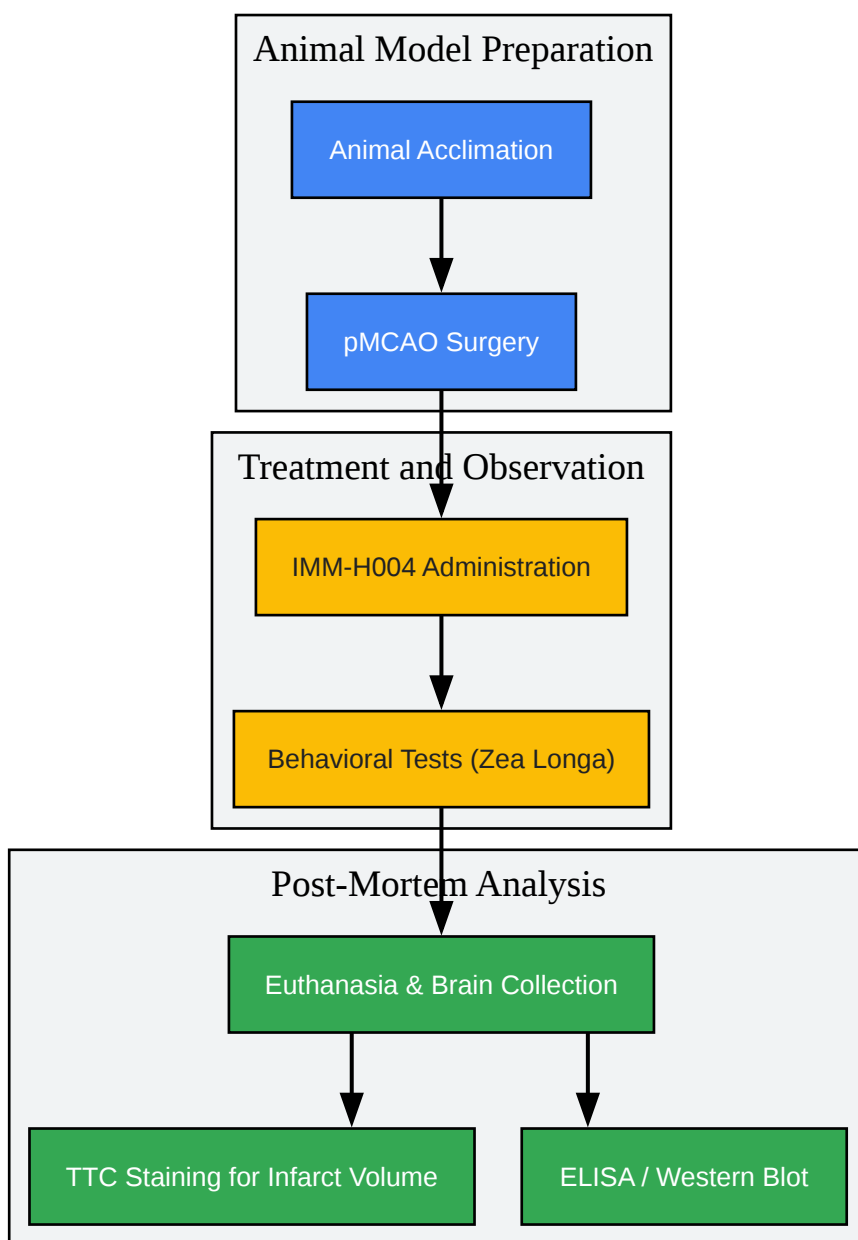 Animal Model Preparation
Animal Acclimation
pMCAO Surgery
Treatment and Observation
IMM-H004 Administration
Behavioral Tests (Zea Longa)
Post-Mortem Analysis
Euthanasia & Brain Collection
TTC Staining for Infarct Volume
ELISA / Western Blot